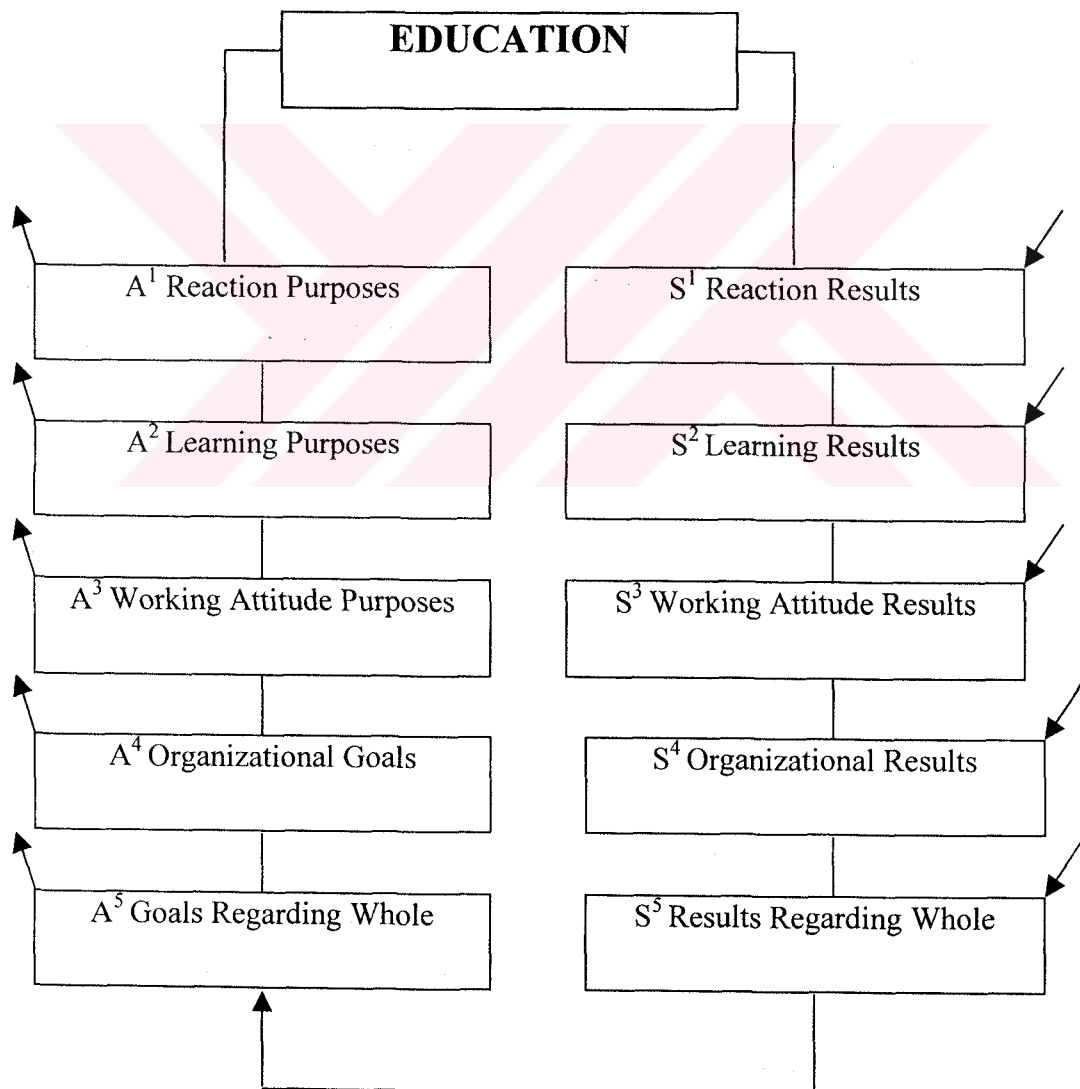 EDUCATION
A¹ Reaction Purposes
S¹ Reaction Results
A² Learning Purposes
S² Learning Results
A³ Working Attitude Purposes
S³ Working Attitude Results
A⁴ Organizational Goals
S⁴ Organizational Results
A⁵ Goals Regarding Whole
S⁵ Results Regarding Whole